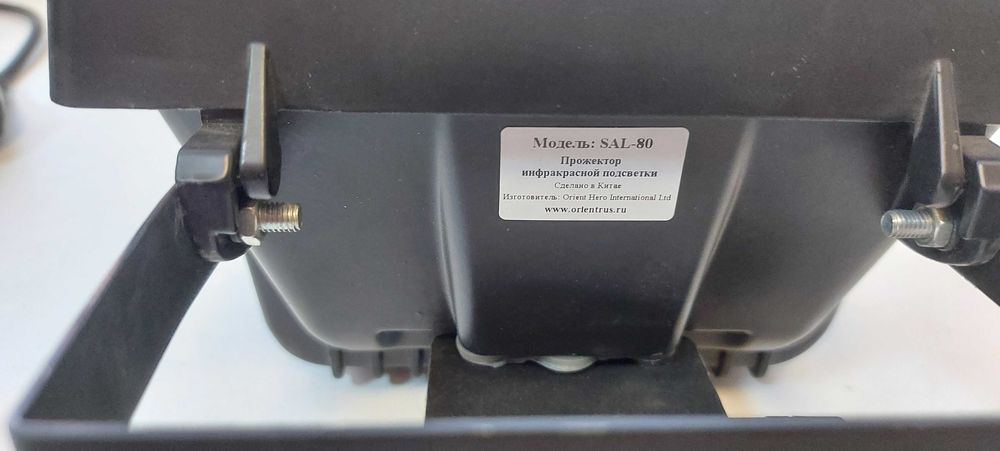 Модель: SAL-80
Прожектор
инфракрасной подсветки
Сделано в Китае
Изготовитель: Orient Hero International Ltd
www.orientrus.ru